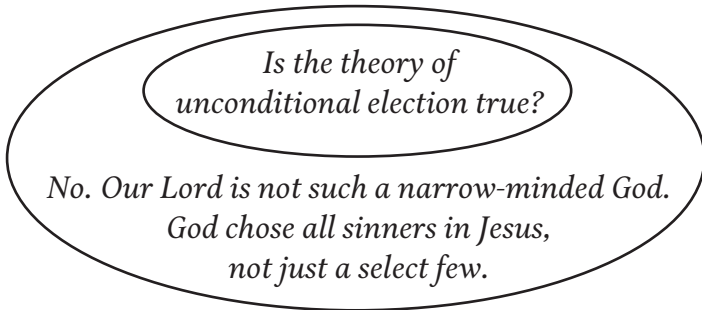 Is the theory of
unconditional election true?
No. Our Lord is not such a narrow-minded God.
God chose all sinners in Jesus,
not just a select few.